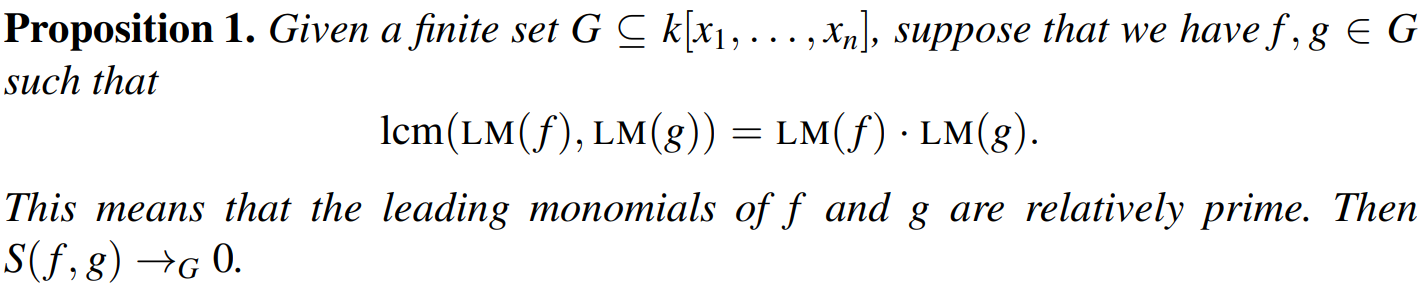 Proposition 1. Given a finite set G ⊆ k[x₁, . . . , xₙ], suppose that we have f, g ∈ G
such that
lcm(LM(f), LM(g)) = LM(f) · LM(g).
This means that the leading monomials of f and g are relatively prime. Then
S(f, g) →G 0.